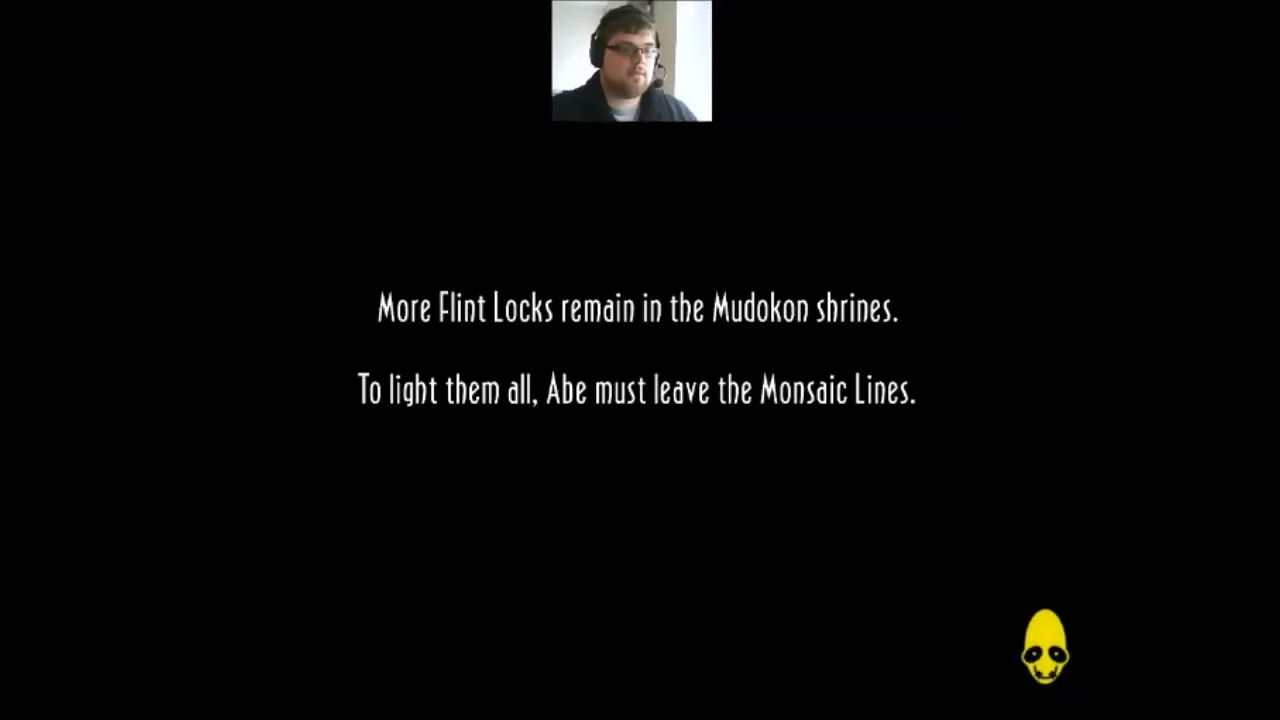 More Flint Locks remain in the Mudokon shrines.
To light them all, Abe must leave the Monsaic Lines.